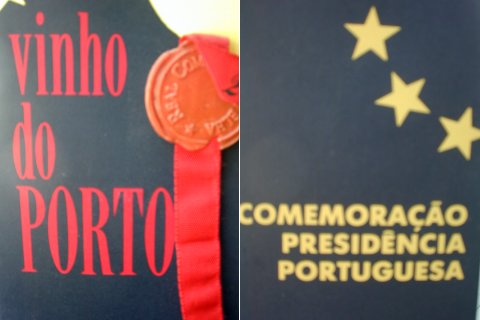 vinho
do
PORTO
COMEMORAÇÃO
PRESIDÊNCIA
PORTUGUESA